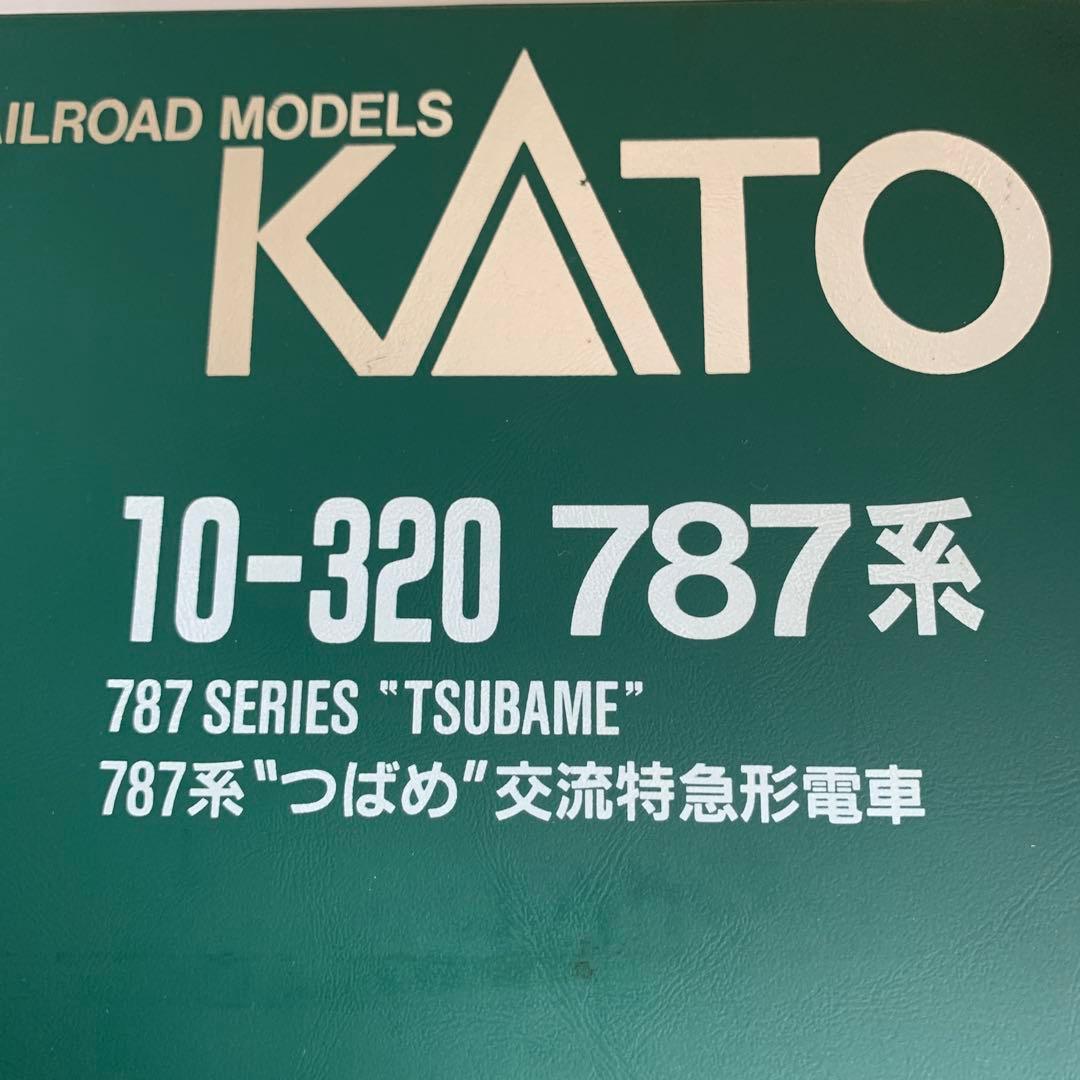 AILROAD MODELS
KATO
10-320 787系
787 SERIES “TSUBAME”
787系〝つばめ〞交流特急形電車